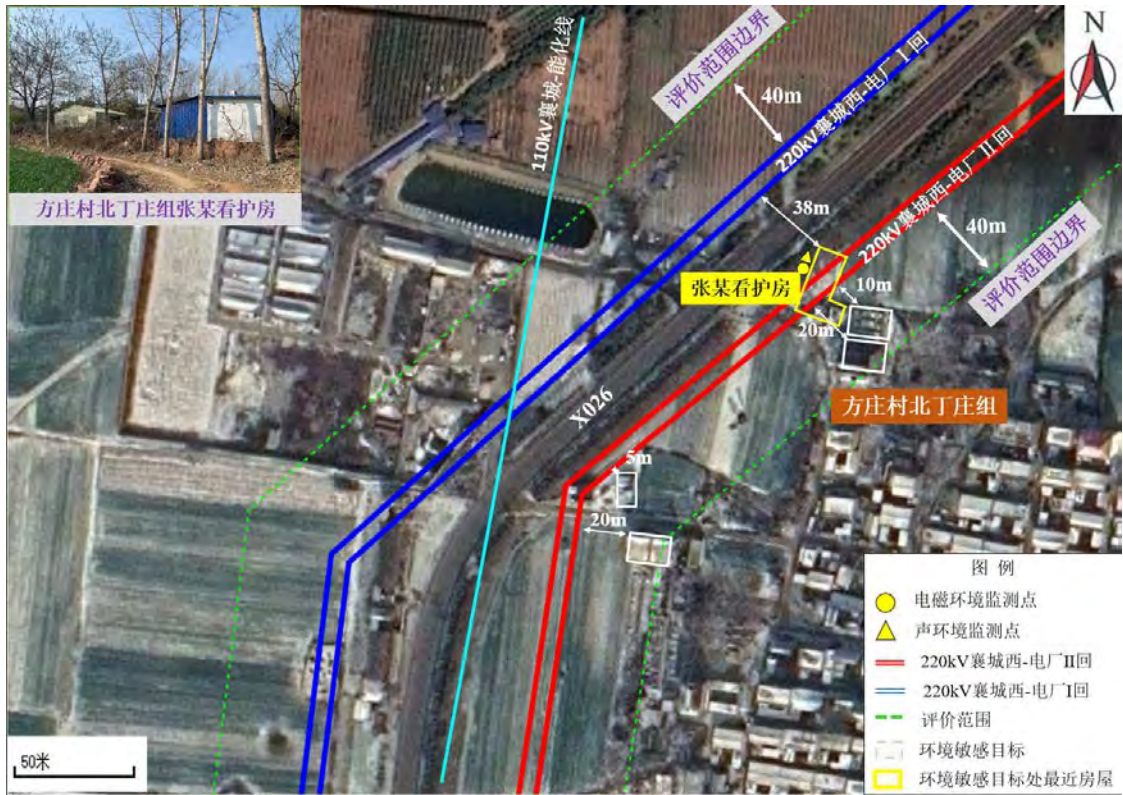 方庄村北丁庄组张某看护房
110kV襄城-能化线
评价范围边界
40m
220kV襄城西-电厂Ⅰ回
N
38m
220kV襄城西-电厂Ⅱ回
40m
评价范围边界
张某看护房
10m
20m
方庄村北丁庄组
X026
5m
20m
50米
图 例
电磁环境监测点
声环境监测点
220kV襄城西-电厂II回
220kV襄城西-电厂I回
评价范围
环境敏感目标
环境敏感目标处最近房屋